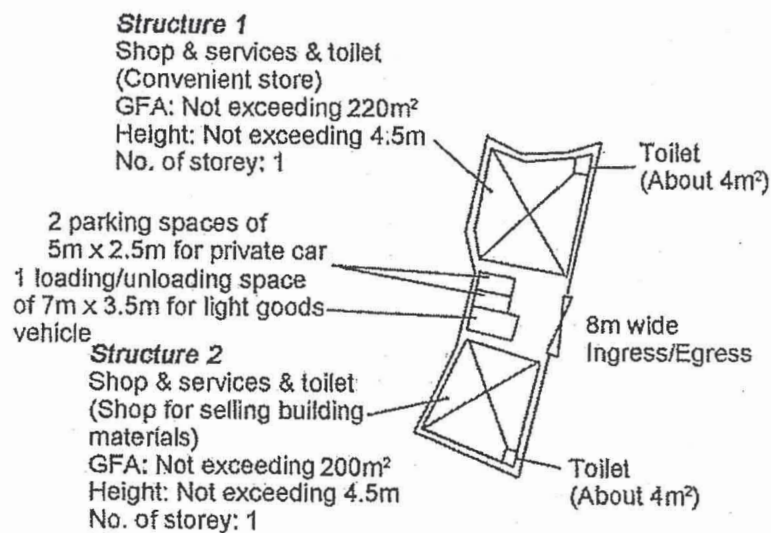 Structure 1
Shop & services & toilet
(Convenient store)
GFA: Not exceeding 220m²
Height: Not exceeding 4.5m
No. of storey: 1
Toilet
(About 4m²)
2 parking spaces of
5m x 2.5m for private car
1 loading/unloading space
of 7m x 3.5m for light goods
vehicle
8m wide
Ingress/Egress
Structure 2
Shop & services & toilet
(Shop for selling building
materials)
GFA: Not exceeding 200m²
Height: Not exceeding 4.5m
No. of storey: 1
Toilet
(About 4m²)